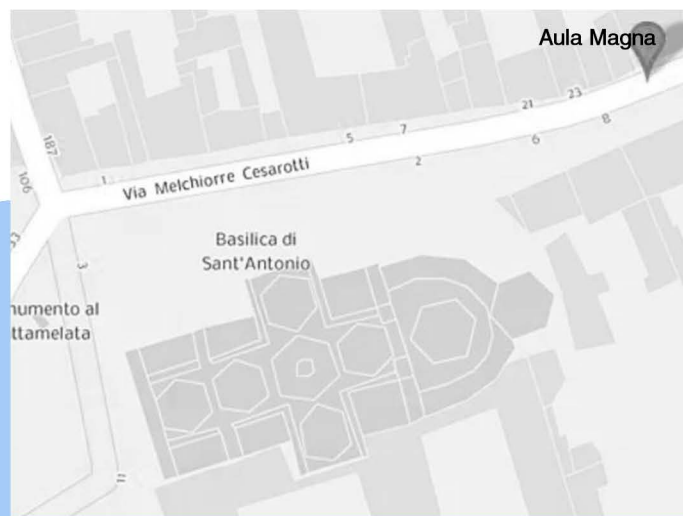 Aula Magna
187
23
21
8
7
5
6
2
106
1
Via Melchiorre Cesarotti
Basilica di
Sant'Antonio
3
numento al
ttamelata
11